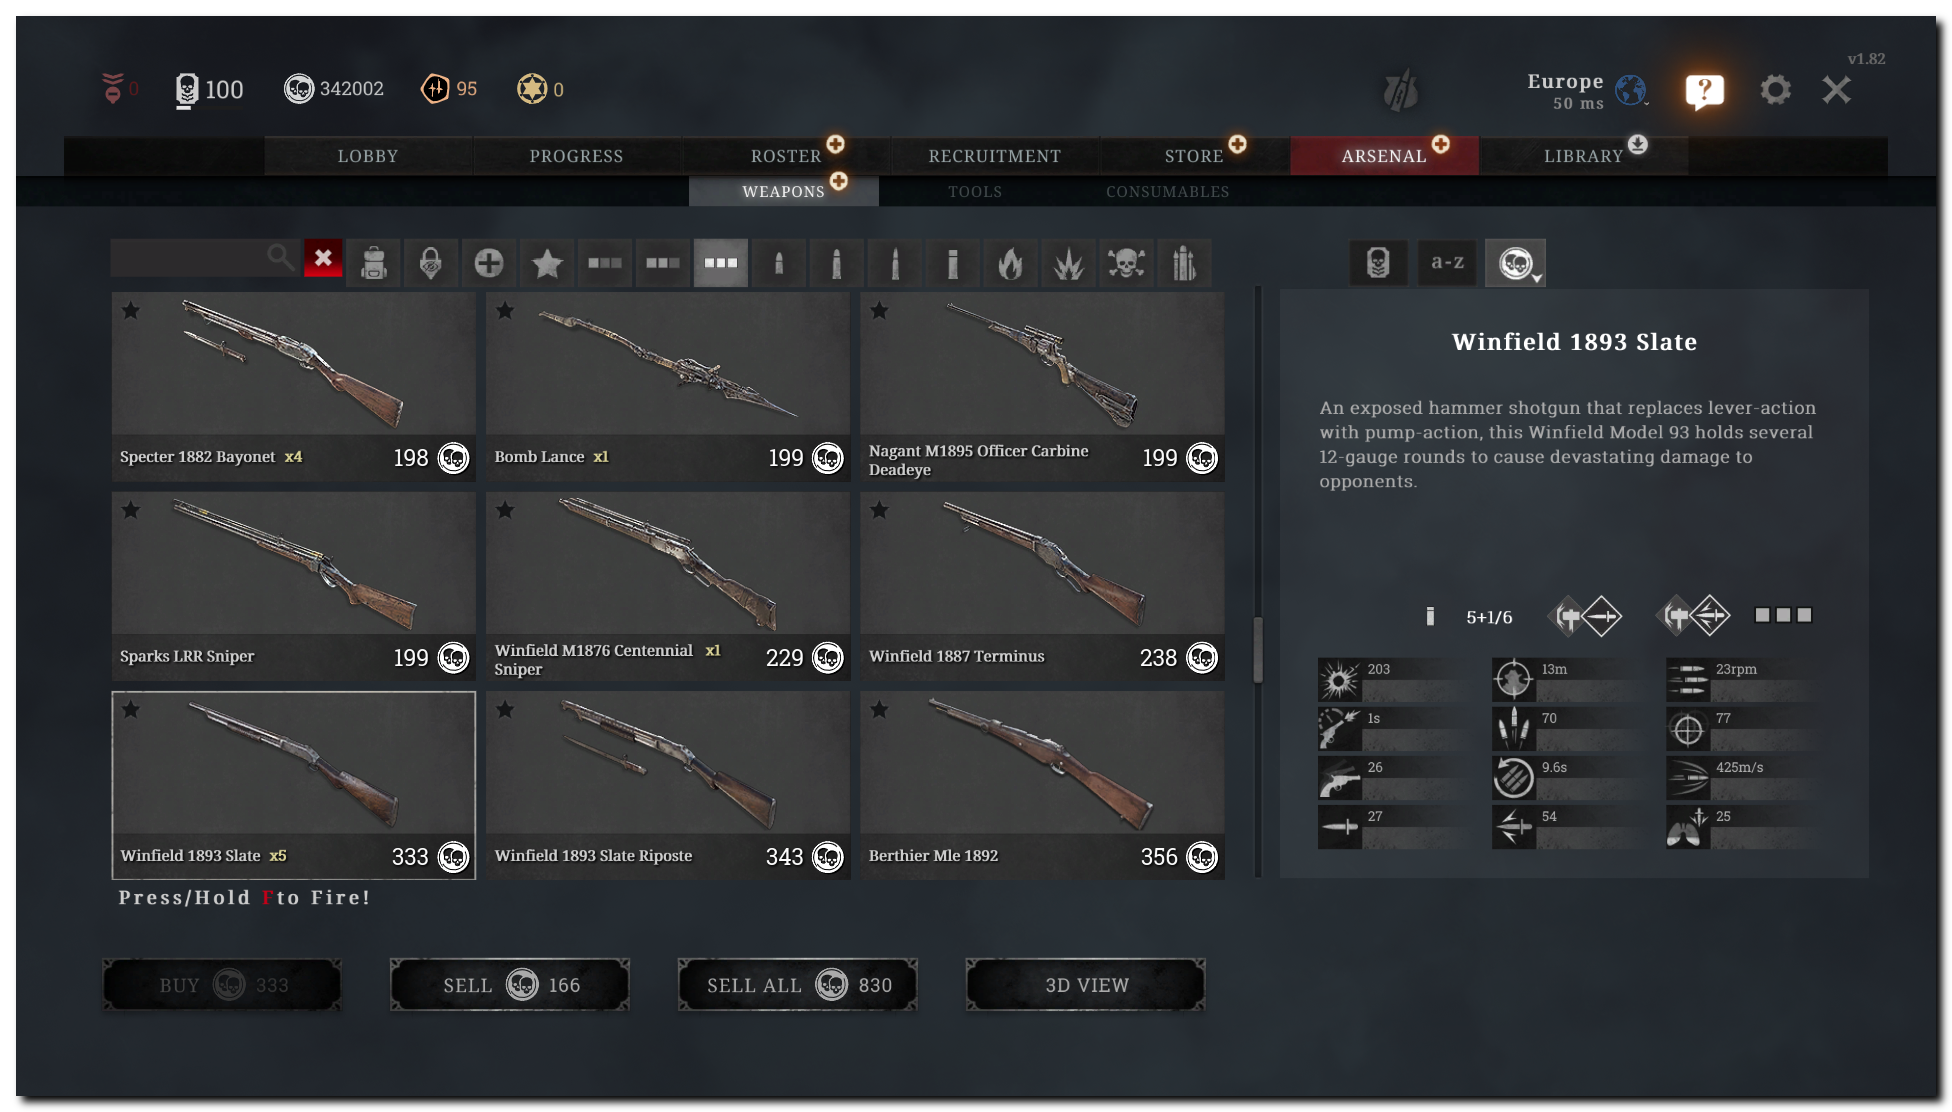 v1.82
0
100
342002
95
0
Europe
50 ms
?
LOBBY
PROGRESS
ROSTER
RECRUITMENT
STORE
ARSENAL
LIBRARY
WEAPONS
TOOLS
CONSUMABLES
a-z
Specter 1882 Bayonet x4
198
Bomb Lance x1
199
Nagant M1895 Officer Carbine
Deadeye
199
Sparks LRR Sniper
199
Winfield M1876 Centennial x1
Sniper
229
Winfield 1887 Terminus
238
Winfield 1893 Slate x5
333
Winfield 1893 Slate Riposte
343
Berthier Mle 1892
356
Press/Hold F to Fire!
BUY 333
SELL 166
SELL ALL 830
3D VIEW
Winfield 1893 Slate
An exposed hammer shotgun that replaces lever-action
with pump-action, this Winfield Model 93 holds several
12-gauge rounds to cause devastating damage to
opponents.
5+1/6
203
13m
23rpm
1s
70
77
26
9.6s
425m/s
27
54
25